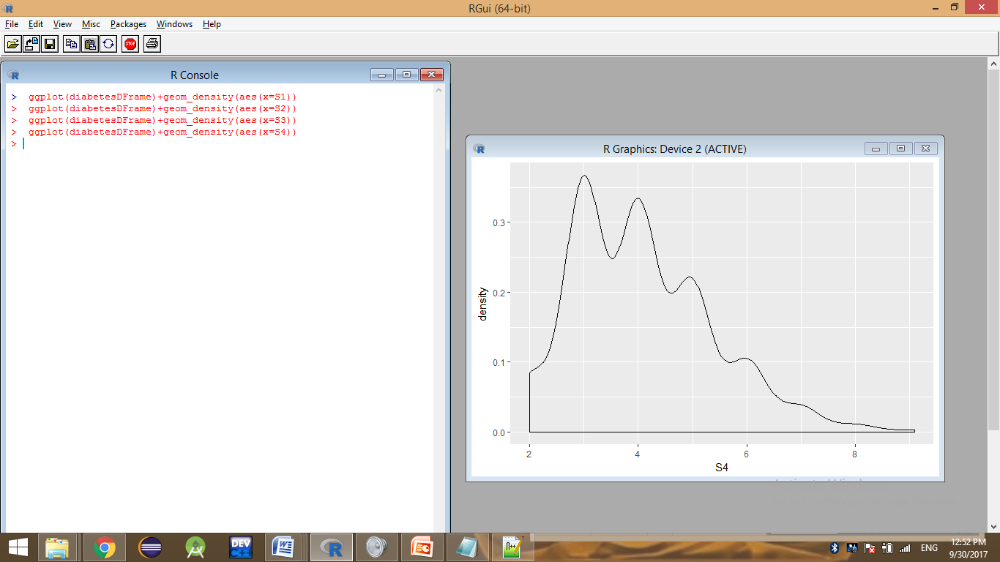 RGui (64-bit)
File Edit View Misc Packages Windows Help
STOP
R Console
> ggplot(diabetesDFrame)+geom_density(aes(x=S1))
> ggplot(diabetesDFrame)+geom_density(aes(x=S2))
> ggplot(diabetesDFrame)+geom_density(aes(x=S3))
> ggplot(diabetesDFrame)+geom_density(aes(x=S4))
>
R Graphics: Device 2 (ACTIVE)
0.3
0.2
0.1
0.0
density
2 4 6 8
S4
DEV C++
ENG
12:52 PM
9/30/2017